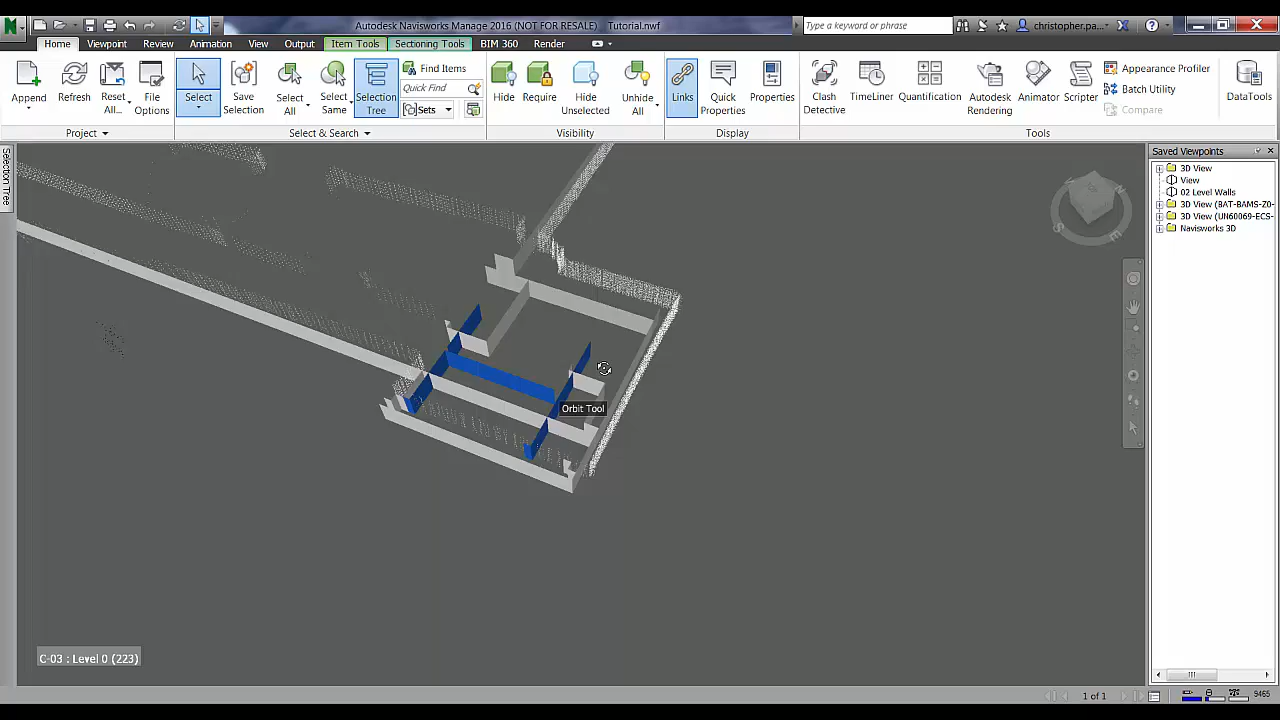 Autodesk Navisworks Manage 2016 (NOT FOR RESALE) Tutorial.nwf
Type a keyword or phrase
christopher.pa...
Home Viewpoint Review Animation View Output Item Tools Sectioning Tools BIM 360 Render
Append
Refresh
Reset All...
File Options
Project
Select
Save Selection
Select All
Select Same
Selection Tree
Find Items
Quick Find
Sets
Select & Search
Hide
Require
Hide Unselected
Unhide All
Visibility
Links
Quick Properties
Properties
Display
Clash Detective
TimeLiner
Quantification
Autodesk Rendering
Animator
Scripter
Appearance Profiler
Batch Utility
Compare
DataTools
Tools
Selection Tree
Orbit Tool
C-03 : Level 0 (223)
Saved Viewpoints
3D View
View
02 Level Walls
3D View (BAT-BAMS-Z0-
3D View (UN60069-ECS-
Navisworks 3D
1 of 1
9465